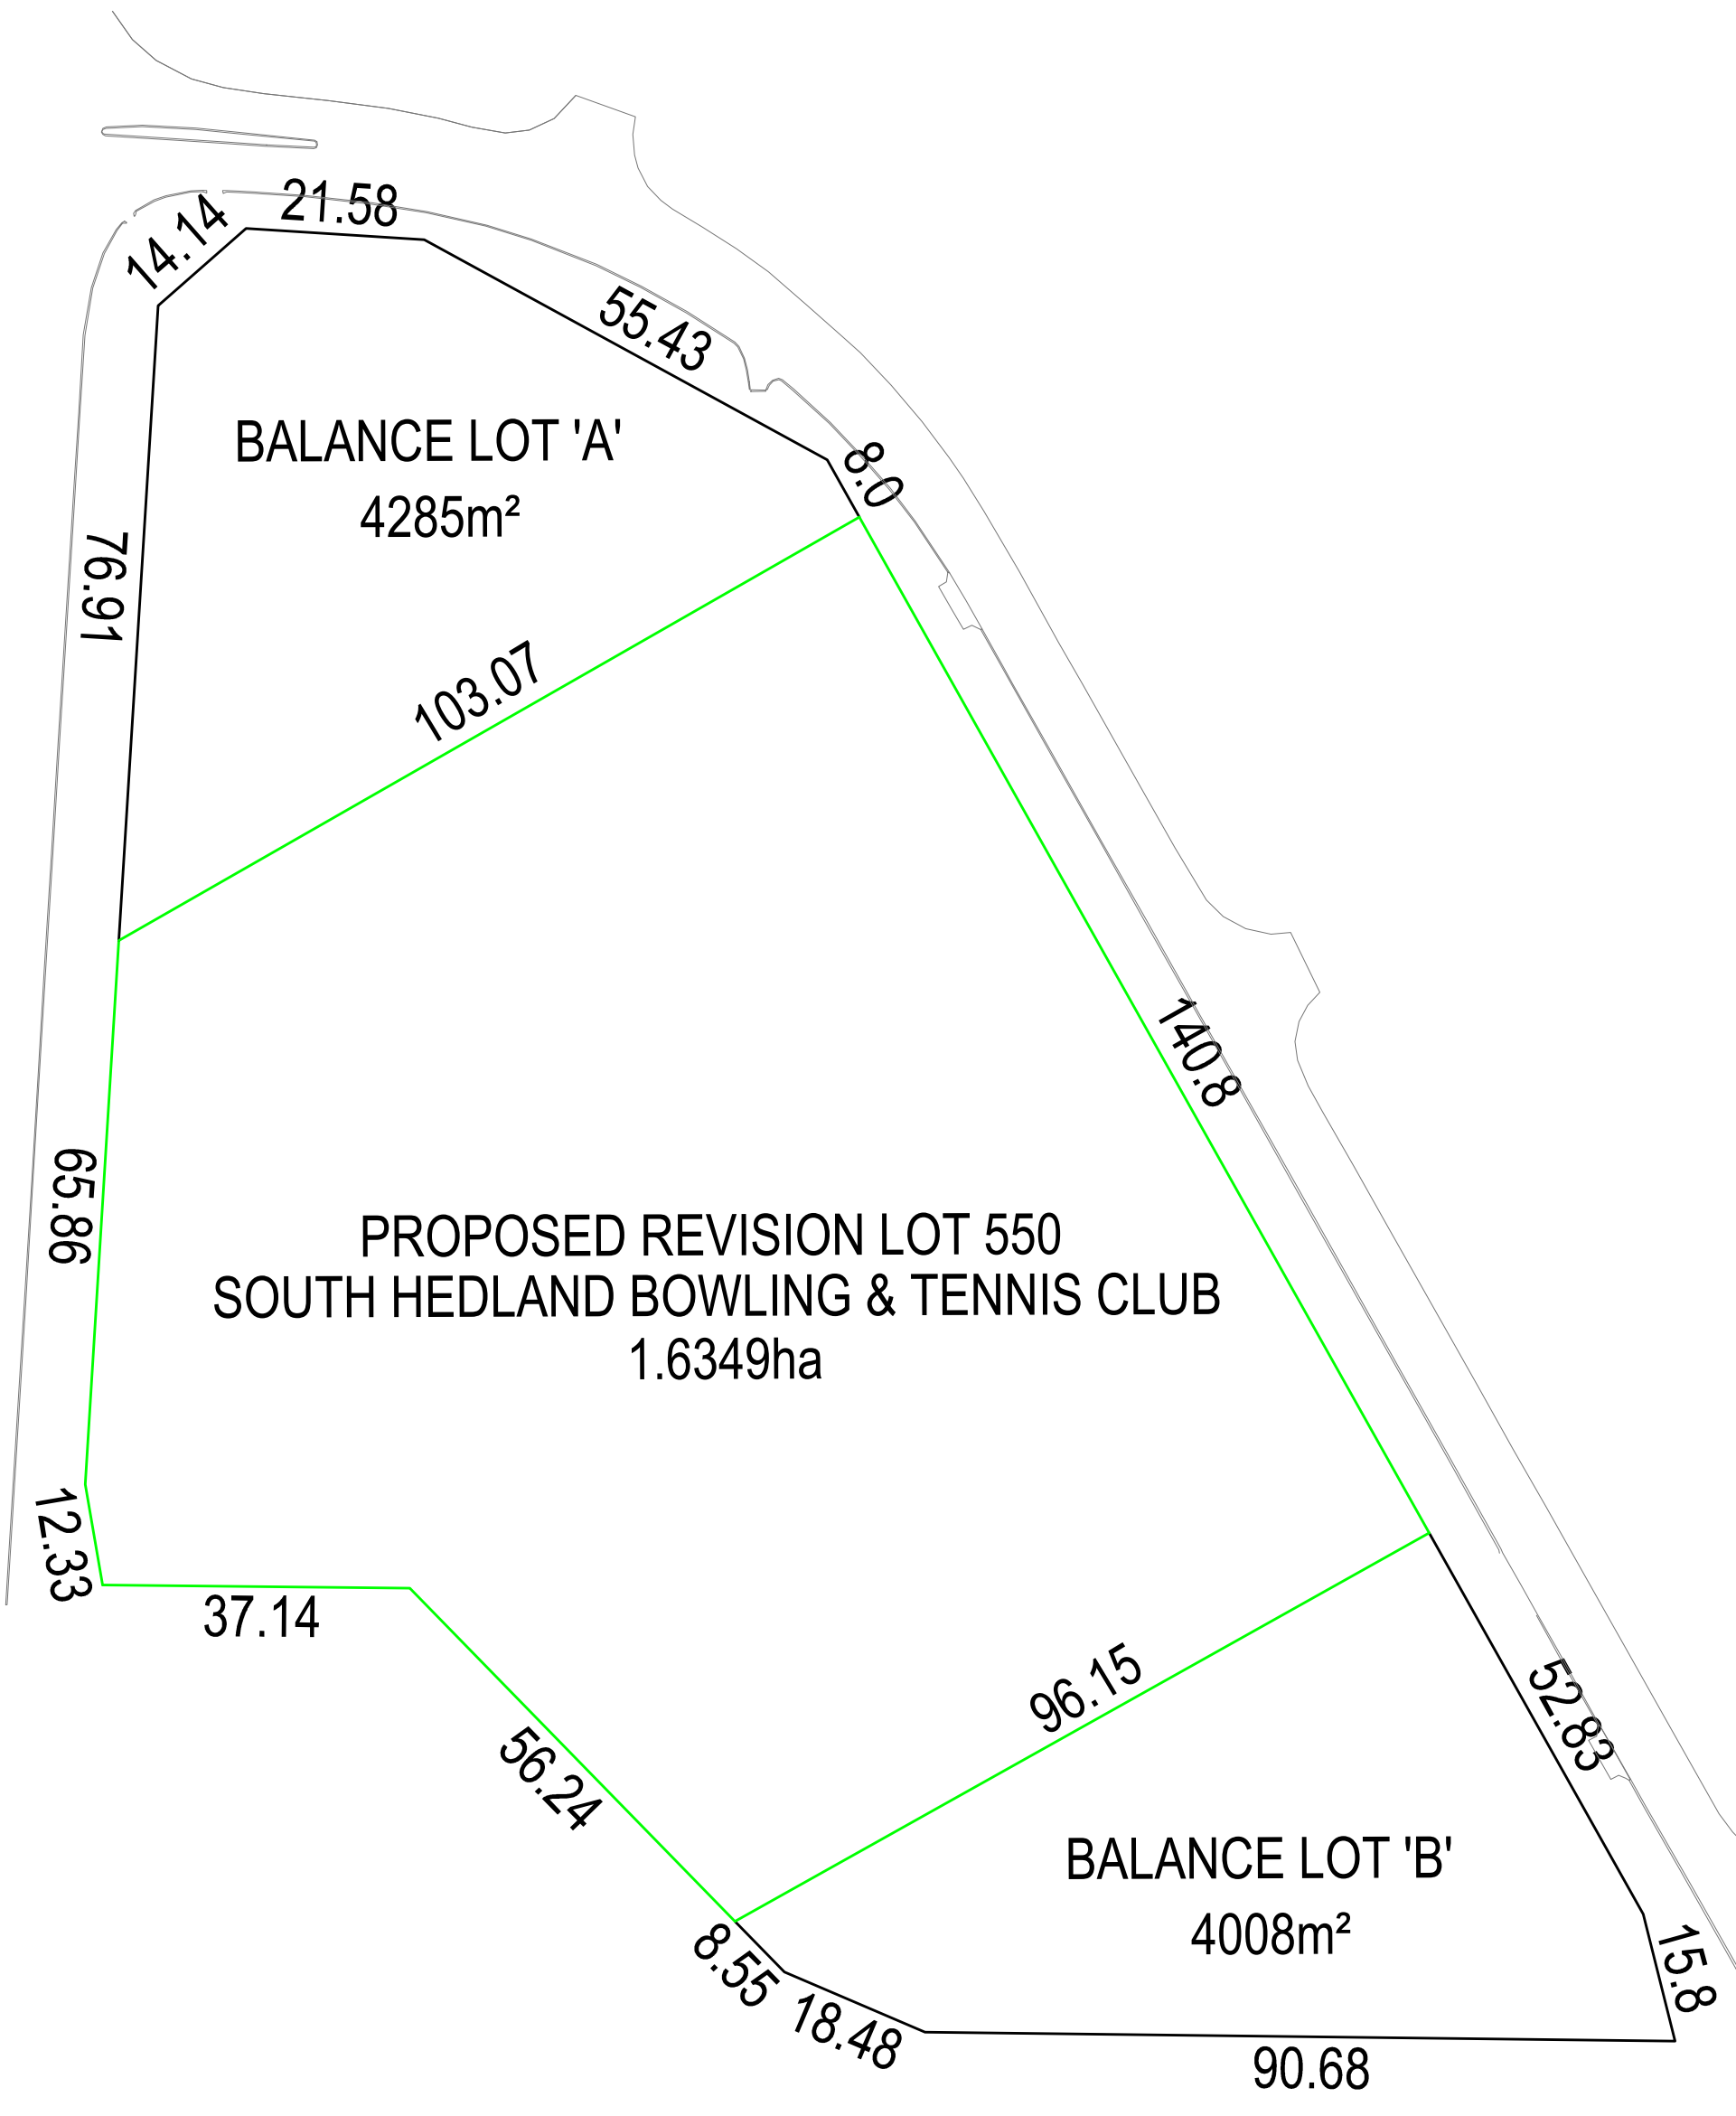 21.58
14.14
55.43
BALANCE LOT 'A'
4285m²
8.0
76.91
103.07
140.8
65.86
PROPOSED REVISION LOT 550
SOUTH HEDLAND BOWLING & TENNIS CLUB
1.6349ha
12.33
37.14
96.15
52.83
56.24
BALANCE LOT 'B'
4008m²
8.55
18.48
15.8
90.68